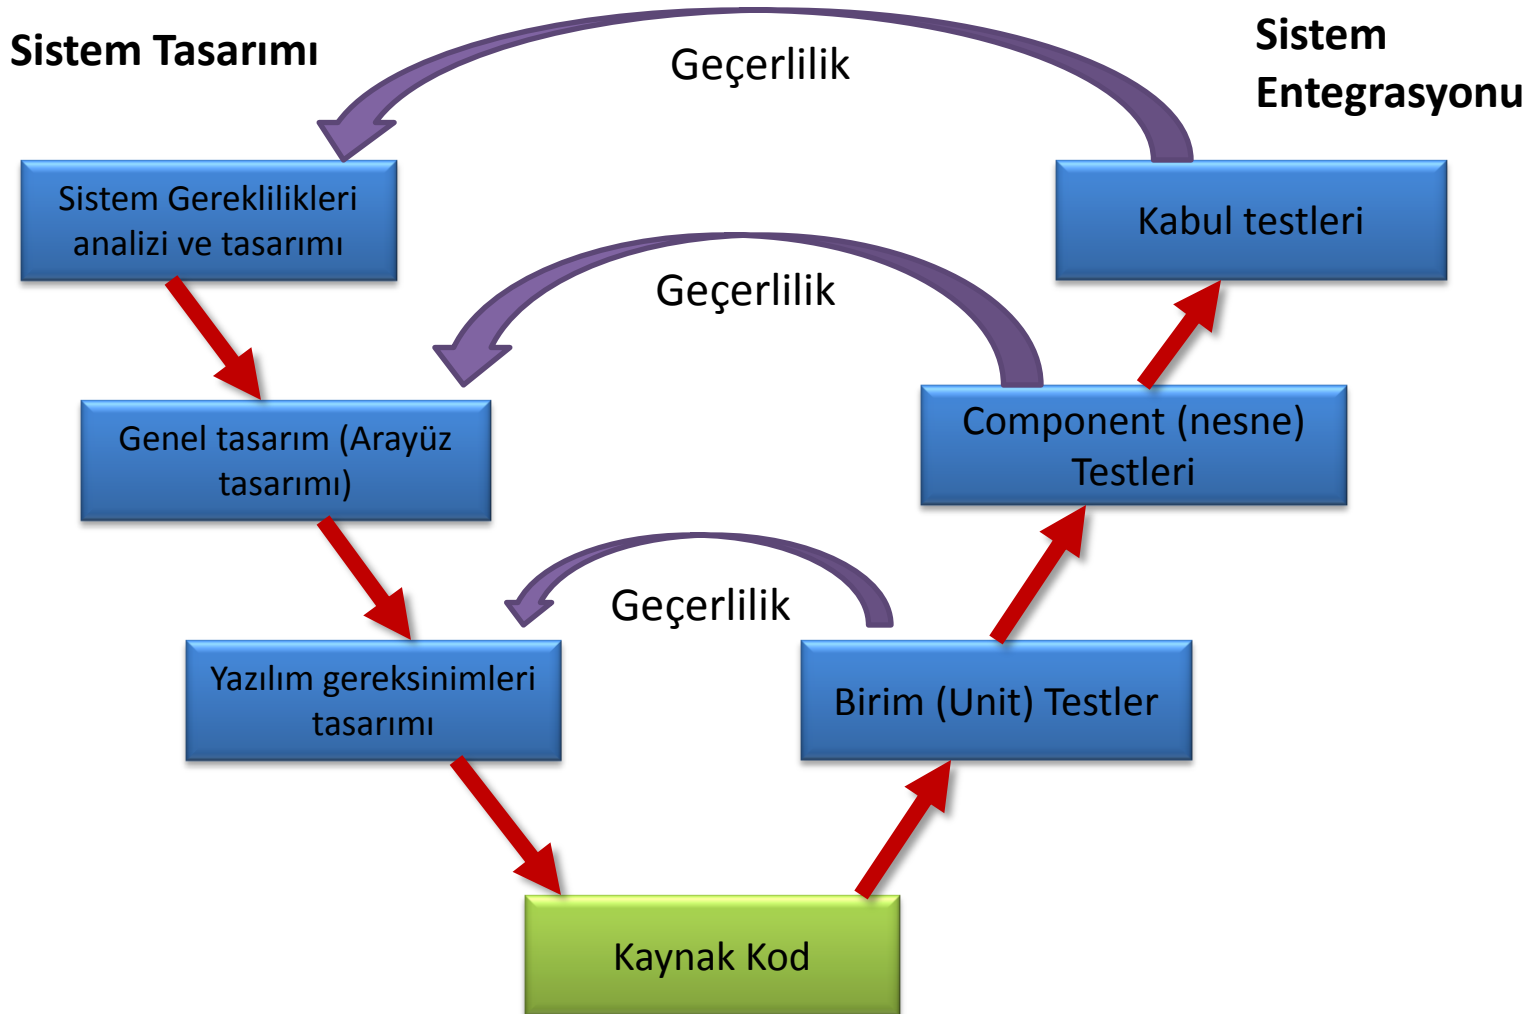 Sistem Tasarımı
Sistem
Entegrasyonu
Geçerlilik
Sistem Gereklilikleri
analizi ve tasarımı
Kabul testleri
Geçerlilik
Genel tasarım (Arayüz
tasarımı)
Component (nesne)
Testleri
Geçerlilik
Yazılım gereksinimleri
tasarımı
Birim (Unit) Testler
Kaynak Kod